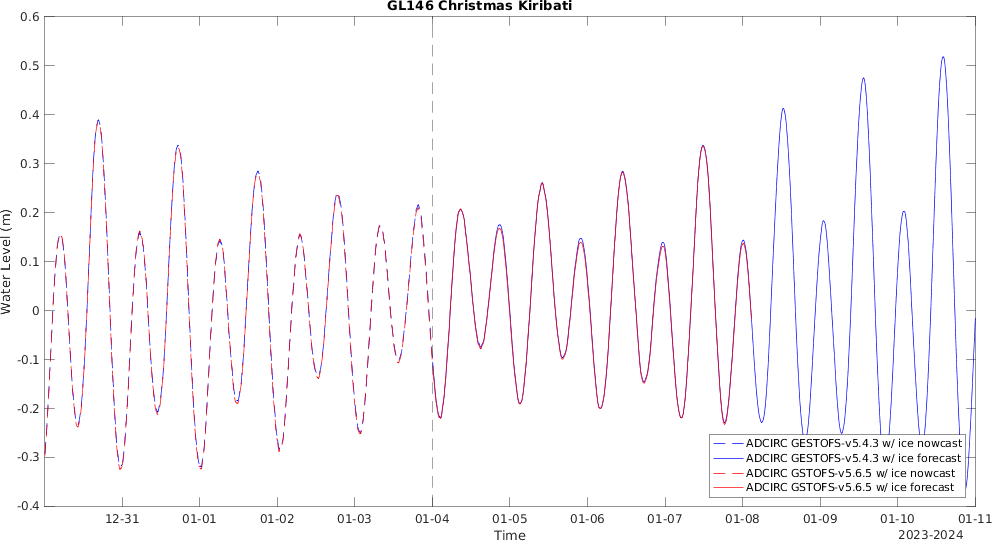 GL146 Christmas Kiribati
Water Level (m)
0.6
0.5
0.4
0.3
0.2
0.1
0
-0.1
-0.2
-0.3
-0.4
ADCIRC GESTOFS-v5.4.3 w/ ice nowcast
ADCIRC GESTOFS-v5.4.3 w/ ice forecast
ADCIRC GSTOFS-v5.6.5 w/ ice nowcast
ADCIRC GSTOFS-v5.6.5 w/ ice forecast
12-31 01-01 01-02 01-03 01-04 01-05 01-06 01-07 01-08 01-09 01-10 01-11
Time
2023-2024